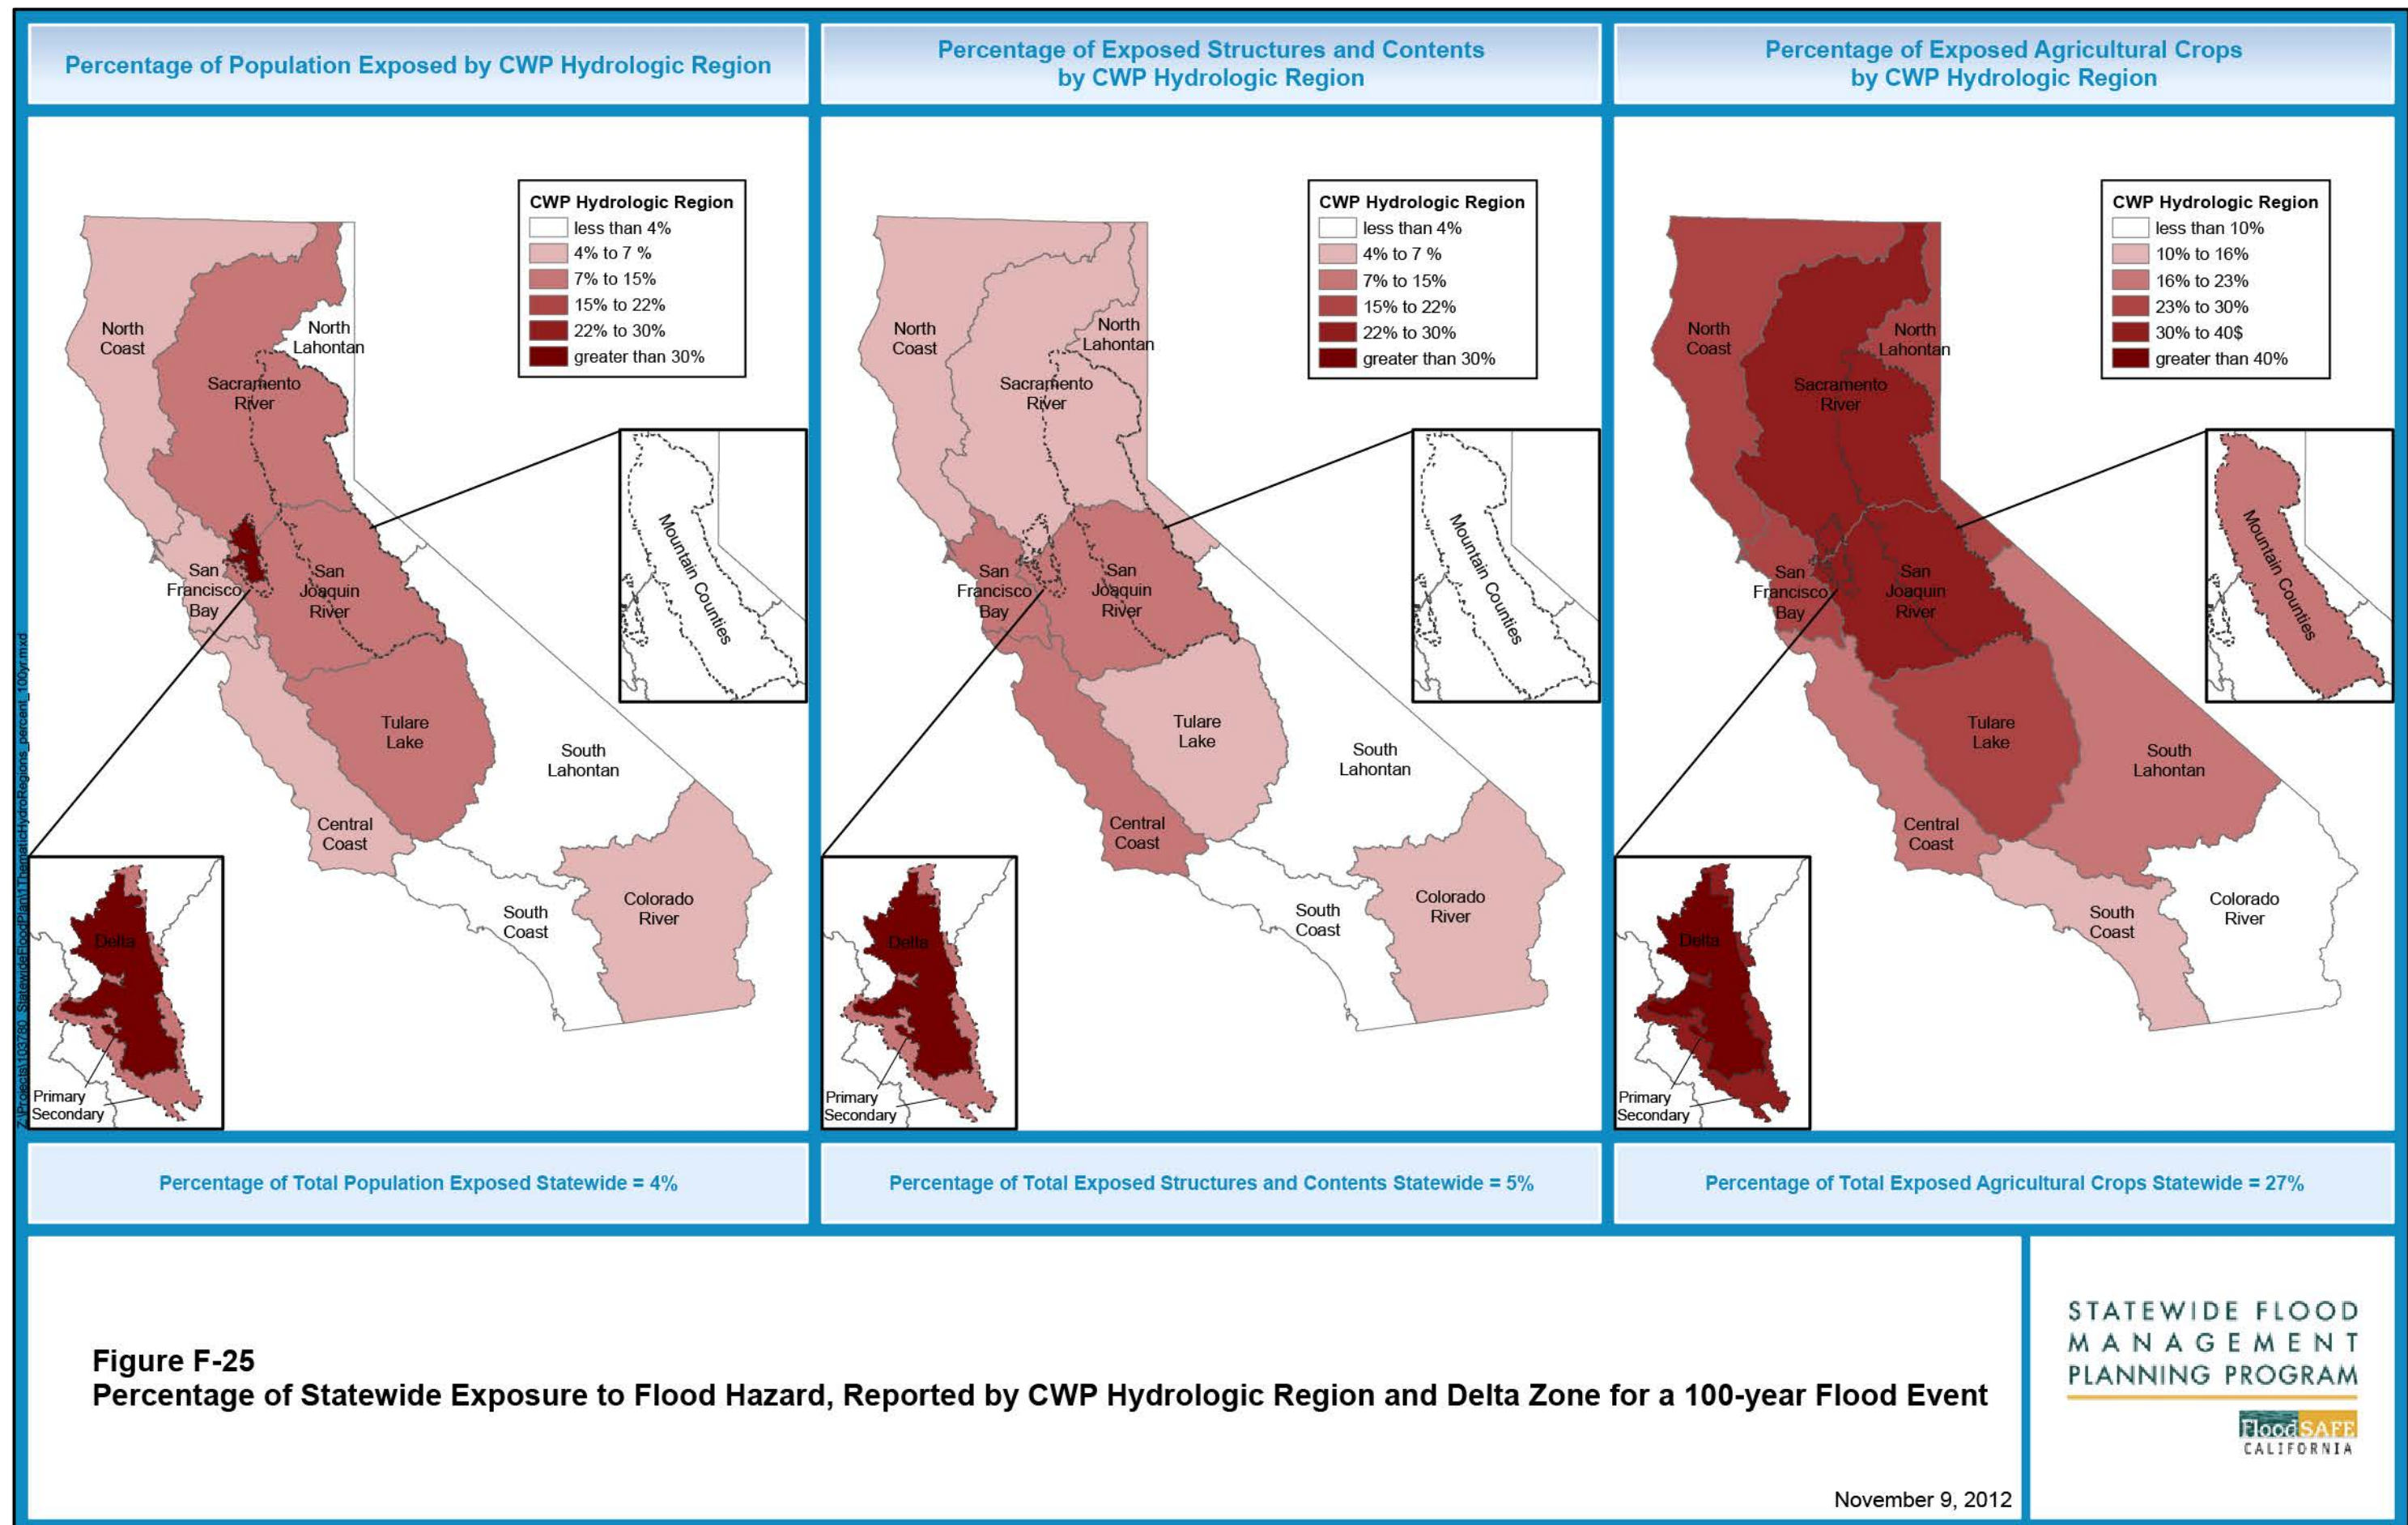 Percentage of Population Exposed by CWP Hydrologic Region
CWP Hydrologic Region
less than 4%
4% to 7 %
7% to 15%
15% to 22%
22% to 30%
greater than 30%
North
Coast
North
Lahontan
Sacramento
River
San
Francisco
Bay
San
Joaquin
River
Mountain Counties
Tulare
Lake
South
Lahontan
Central
Coast
South
Coast
Colorado
River
Delta
Primary
Secondary
Z:\Projects\103780_StatewideFloodPlan\1ThematicHydroRegions_percent_100yr.mxd
Percentage of Total Population Exposed Statewide = 4%
Percentage of Exposed Structures and Contents
by CWP Hydrologic Region
CWP Hydrologic Region
less than 4%
4% to 7 %
7% to 15%
15% to 22%
22% to 30%
greater than 30%
North
Coast
North
Lahontan
Sacramento
River
San
Francisco
Bay
San
Joaquin
River
Mountain Counties
Tulare
Lake
South
Lahontan
Central
Coast
South
Coast
Colorado
River
Delta
Primary
Secondary
Percentage of Total Exposed Structures and Contents Statewide = 5%
Percentage of Exposed Agricultural Crops
by CWP Hydrologic Region
CWP Hydrologic Region
less than 10%
10% to 16%
16% to 23%
23% to 30%
30% to 40$
greater than 40%
North
Coast
North
Lahontan
Sacramento
River
San
Francisco
Bay
San
Joaquin
River
Mountain Counties
Tulare
Lake
South
Lahontan
Central
Coast
South
Coast
Colorado
River
Delta
Primary
Secondary
Percentage of Total Exposed Agricultural Crops Statewide = 27%
Figure F-25
Percentage of Statewide Exposure to Flood Hazard, Reported by CWP Hydrologic Region and Delta Zone for a 100-year Flood Event
November 9, 2012
STATEWIDE FLOOD
MANAGEMENT
PLANNING PROGRAM
FloodSAFE
CALIFORNIA